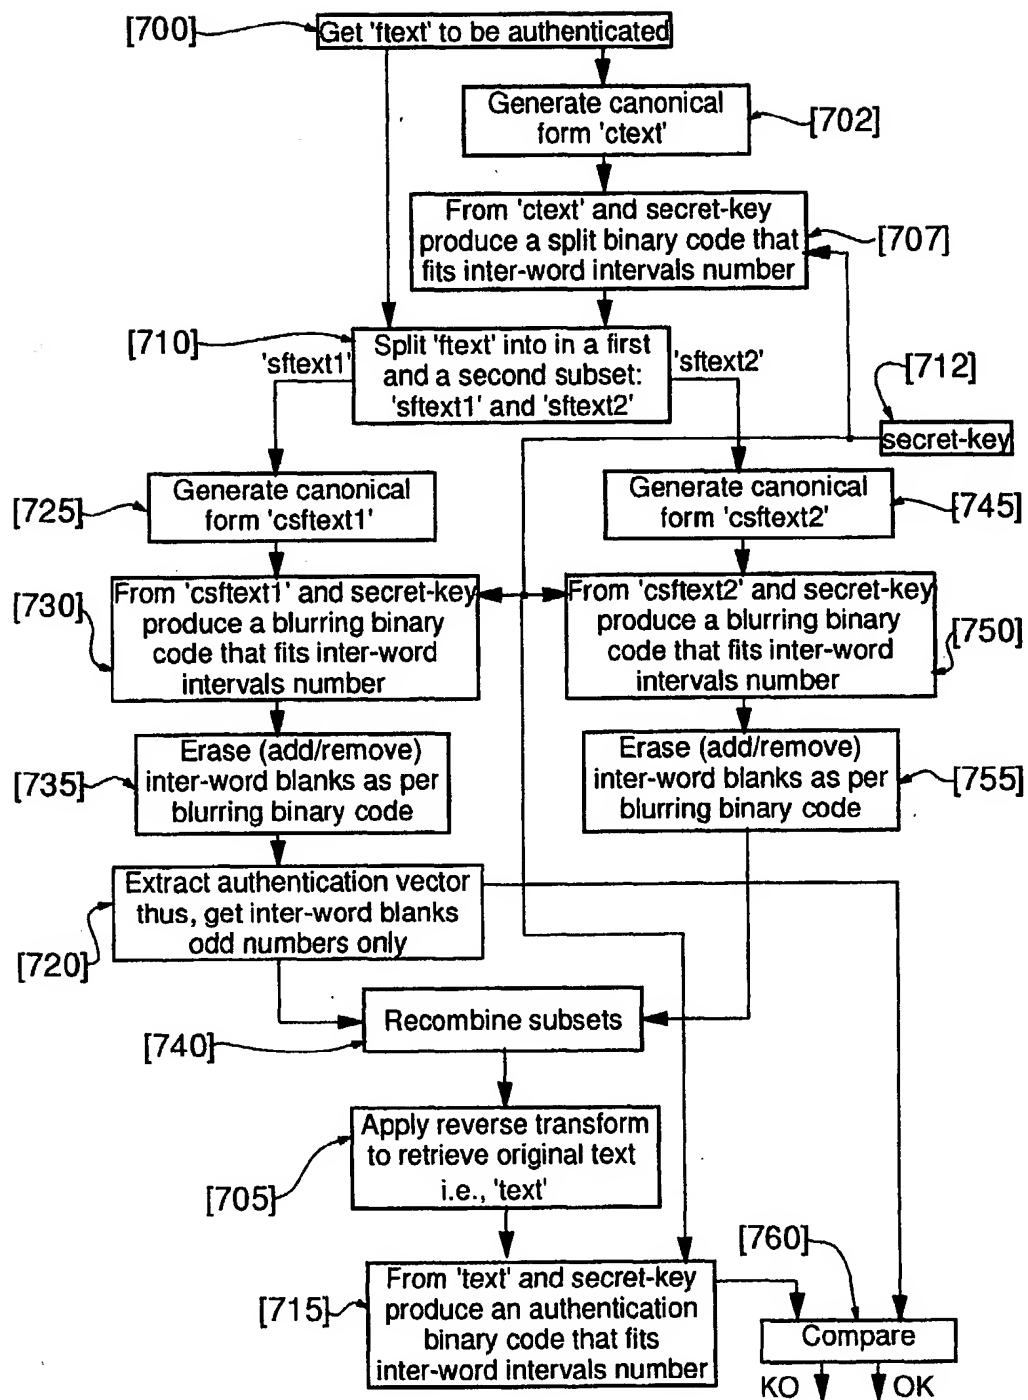 [700]
Get 'ftext' to be authenticated
Generate canonical
form 'ctext'
[702]
From 'ctext' and secret-key
produce a split binary code that
fits inter-word intervals number
[707]
[710]
Split 'ftext' into in a first
and a second subset:
'sftext1' and 'sftext2'
'sftext1'
'sftext2'
[712]
secret-key
[725]
Generate canonical
form 'csftext1'
Generate canonical
form 'csftext2'
[745]
[730]
From 'csftext1' and secret-key
produce a blurring binary
code that fits inter-word
intervals number
From 'csftext2' and secret-key
produce a blurring binary
code that fits inter-word
intervals number
[750]
[735]
Erase (add/remove)
inter-word blanks as per
blurring binary code
Erase (add/remove)
inter-word blanks as per
blurring binary code
[755]
Extract authentication vector
thus, get inter-word blanks
odd numbers only
[720]
Recombine subsets
[740]
Apply reverse transform
to retrieve original text
i.e., 'text'
[705]
[760]
From 'text' and secret-key
produce an authentication
binary code that fits
inter-word intervals number
[715]
Compare
KO
OK